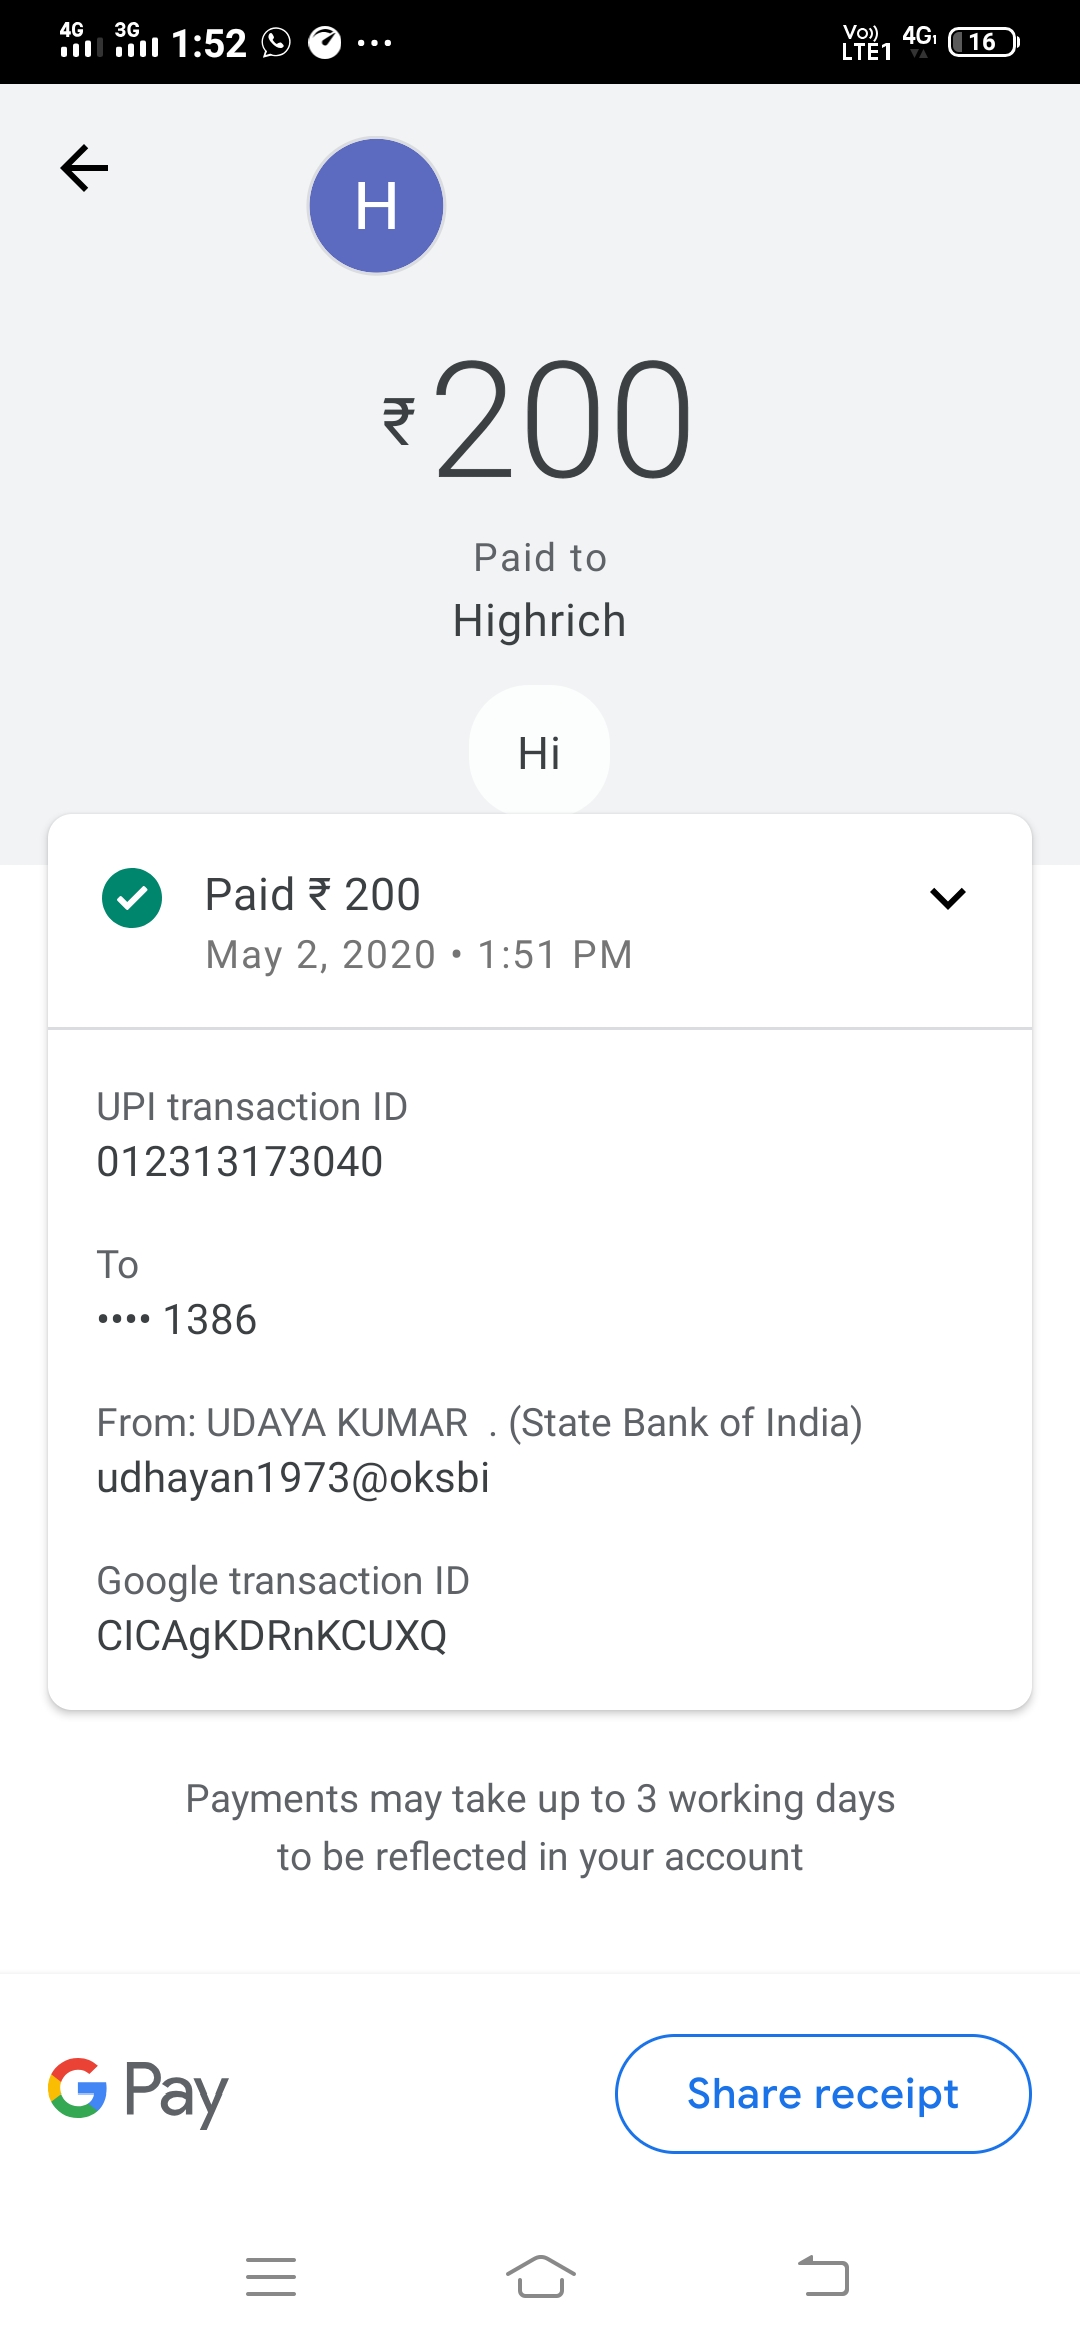 4G 3G 1:52 Vo)) LTE1 4G1 16
H
₹200
Paid to
Highrich
Hi
Paid ₹ 200
May 2, 2020 • 1:51 PM
UPI transaction ID
012313173040
To
•••• 1386
From: UDAYA KUMAR . (State Bank of India)
udhayan1973@oksbi
Google transaction ID
CICAgKDRnKCUXQ
Payments may take up to 3 working days
to be reflected in your account
G Pay
Share receipt